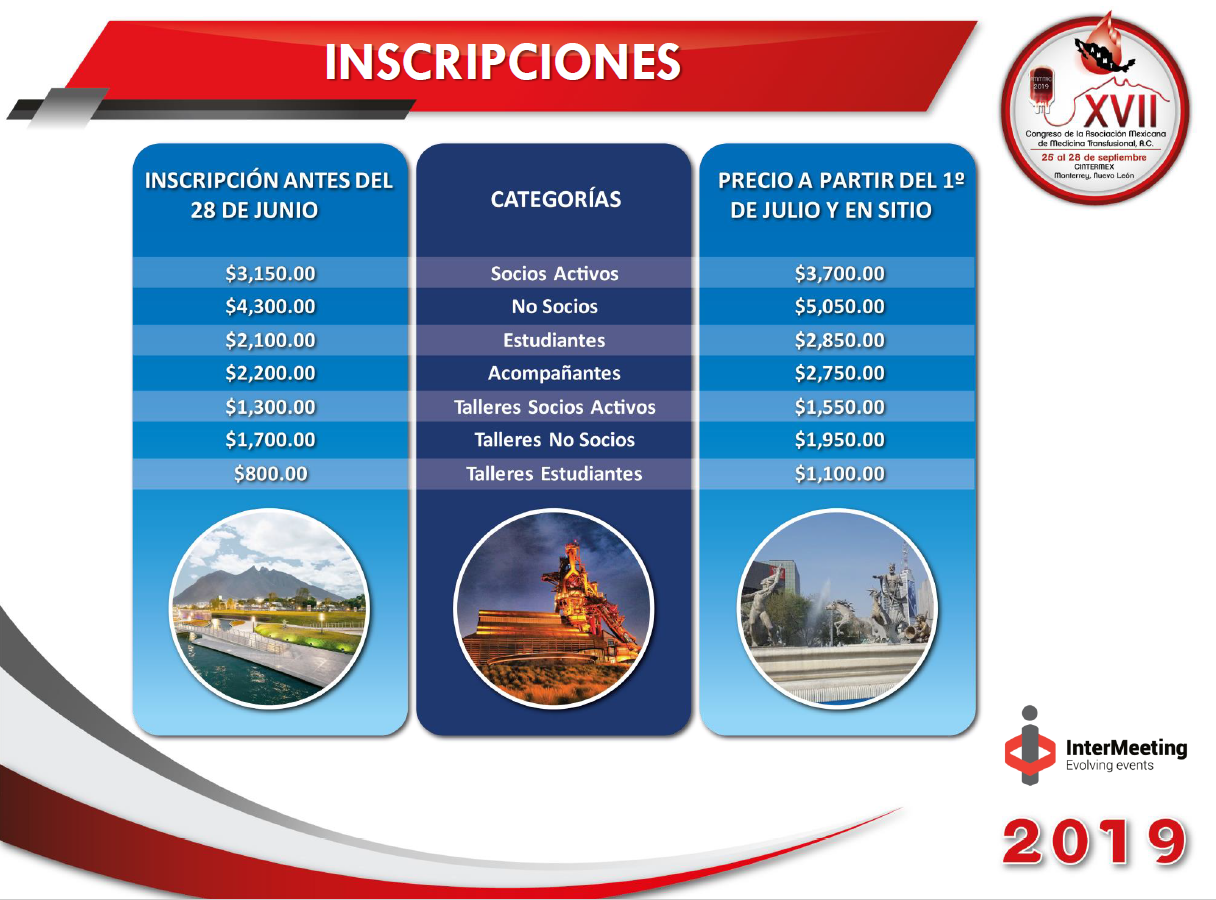 INSCRIPCIONES
XVII
Congreso de la Asociación Mexicana
de Medicina Transfusional, A.C.
25 al 28 de septiembre
CINTERMEX
Monterrey, Nuevo León
INSCRIPCIÓN ANTES DEL
28 DE JUNIO
CATEGORÍAS
PRECIO A PARTIR DEL 1º
DE JULIO Y EN SITIO
$3,150.00 Socios Activos $3,700.00
$4,300.00 No Socios $5,050.00
$2,100.00 Estudiantes $2,850.00
$2,200.00 Acompañantes $2,750.00
$1,300.00 Talleres Socios Activos $1,550.00
$1,700.00 Talleres No Socios $1,950.00
$800.00 Talleres Estudiantes $1,100.00
InterMeeting
Evolving events
2019